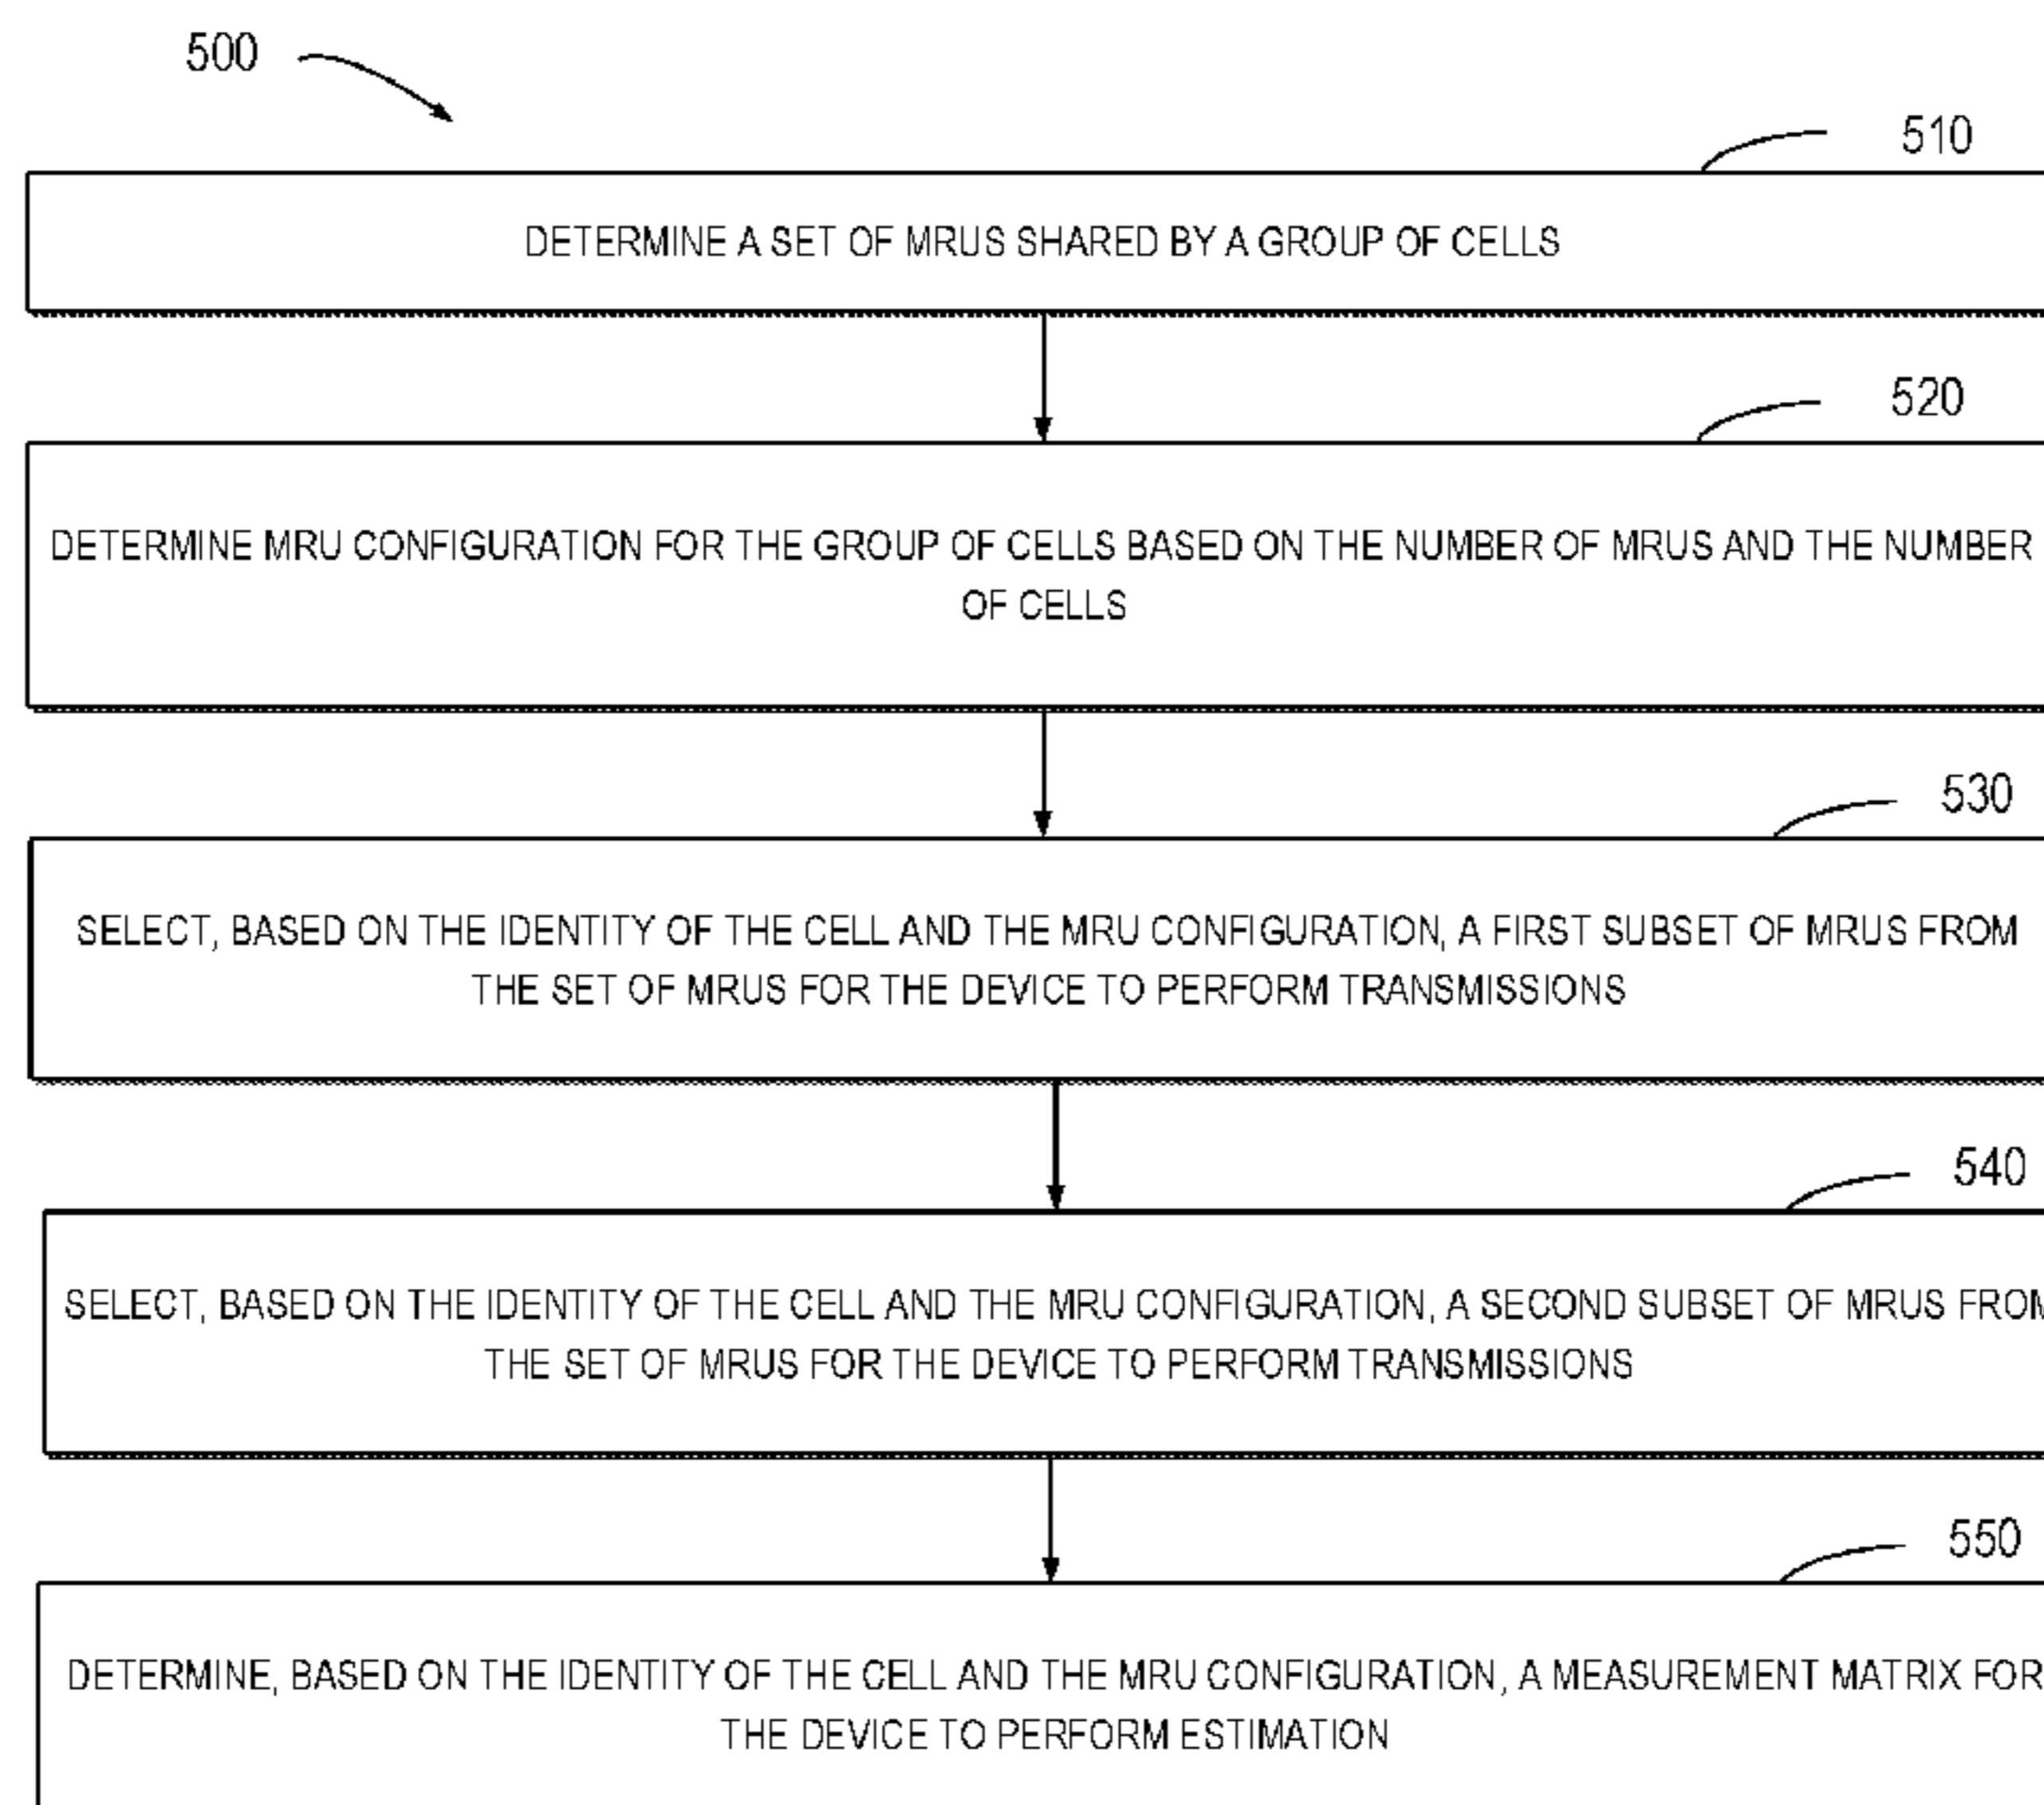 500
510
DETERMINE A SET OF MRUS SHARED BY A GROUP OF CELLS
520
DETERMINE MRU CONFIGURATION FOR THE GROUP OF CELLS BASED ON THE NUMBER OF MRUS AND THE NUMBER
OF CELLS
530
SELECT, BASED ON THE IDENTITY OF THE CELL AND THE MRU CONFIGURATION, A FIRST SUBSET OF MRUS FROM
THE SET OF MRUS FOR THE DEVICE TO PERFORM TRANSMISSIONS
540
SELECT, BASED ON THE IDENTITY OF THE CELL AND THE MRU CONFIGURATION, A SECOND SUBSET OF MRUS FROM
THE SET OF MRUS FOR THE DEVICE TO PERFORM TRANSMISSIONS
550
DETERMINE, BASED ON THE IDENTITY OF THE CELL AND THE MRU CONFIGURATION, A MEASUREMENT MATRIX FOR
THE DEVICE TO PERFORM ESTIMATION